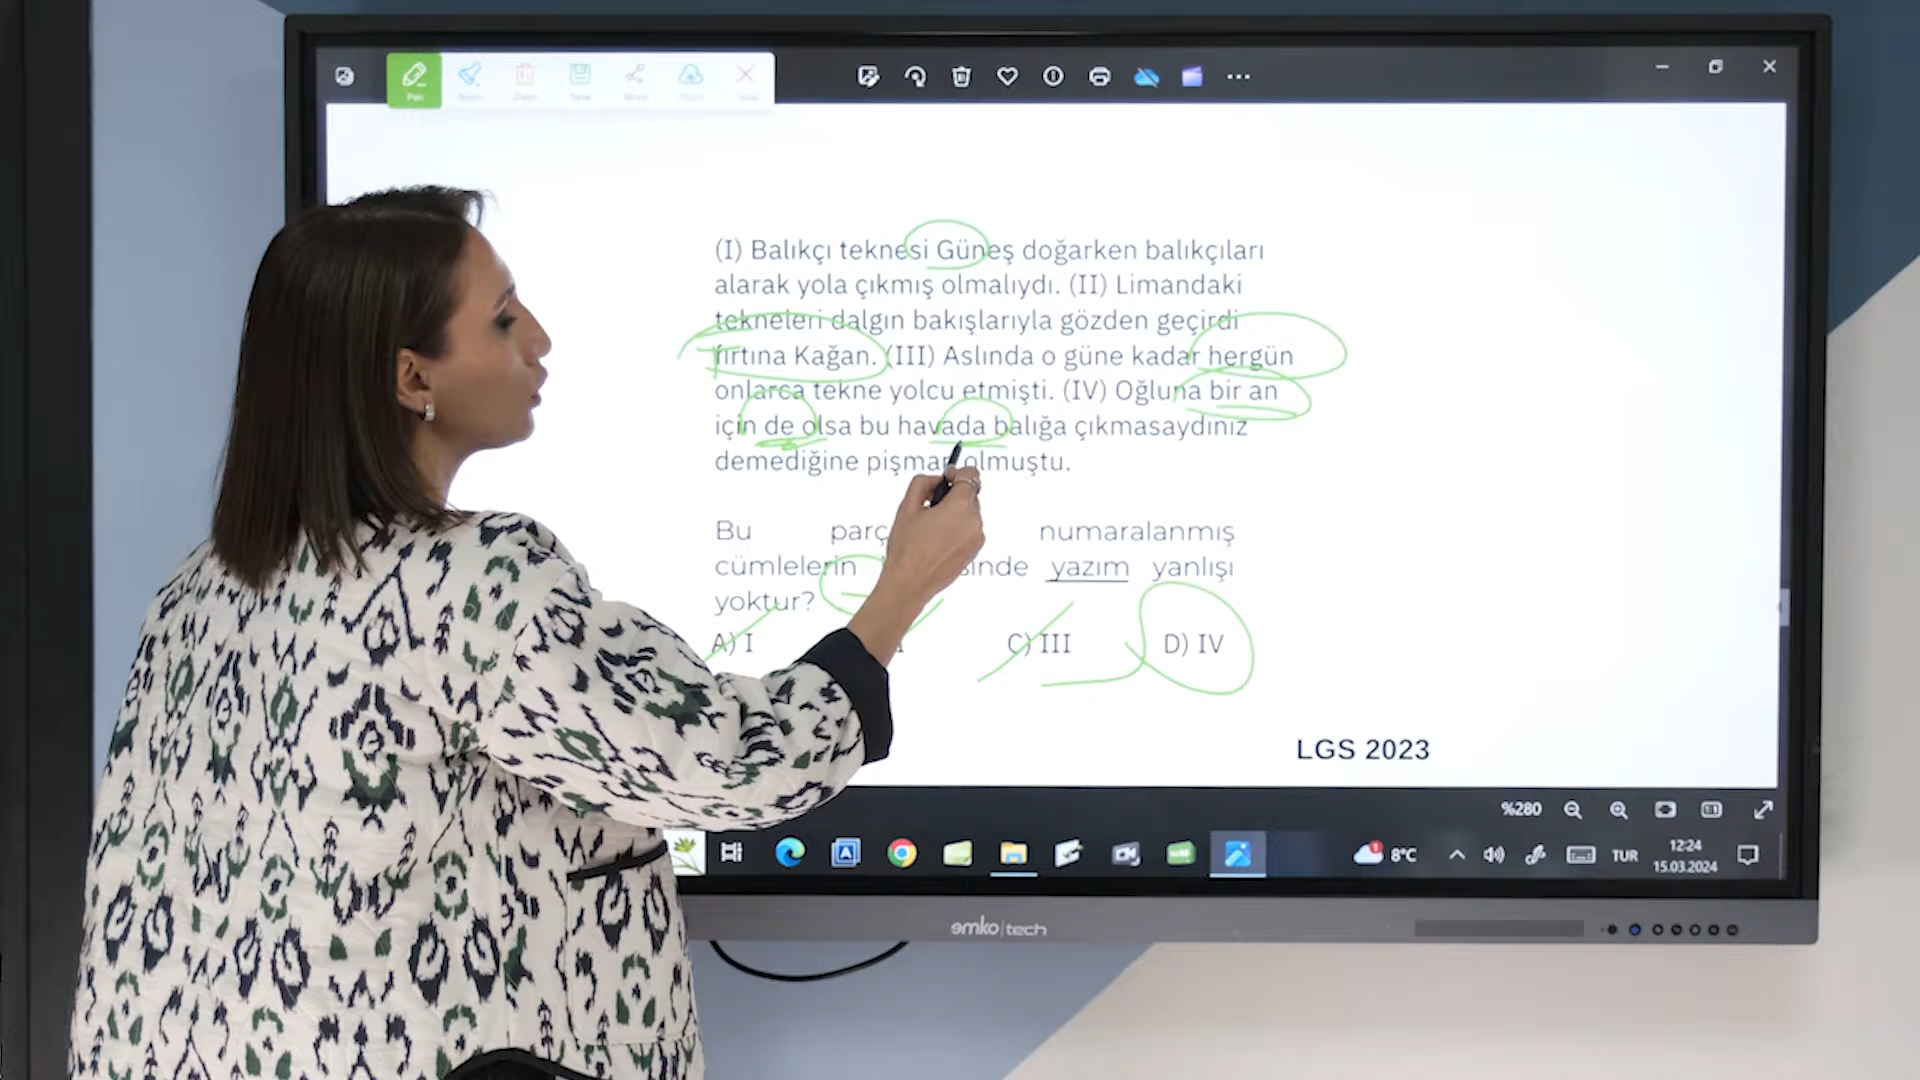 (I) Balıkçı teknesi Güneş doğarken balıkçıları
alarak yola çıkmış olmalıydı. (II) Limandaki
tekneleri dalgın bakışlarıyla gözden geçirdi
fırtına Kağan. (III) Aslında o güne kadar hergün
onlarca tekne yolcu etmişti. (IV) Oğluna bir an
için de olsa bu havada balığa çıkmasaydınız
demediğine pişman olmuştu.
Bu numaralanmış
cümlelerin yazım yanlışı
yoktur?
A) I C) III D) IV
LGS 2023
%280
8°C TUR 12:24
15.03.2024
emko|tech